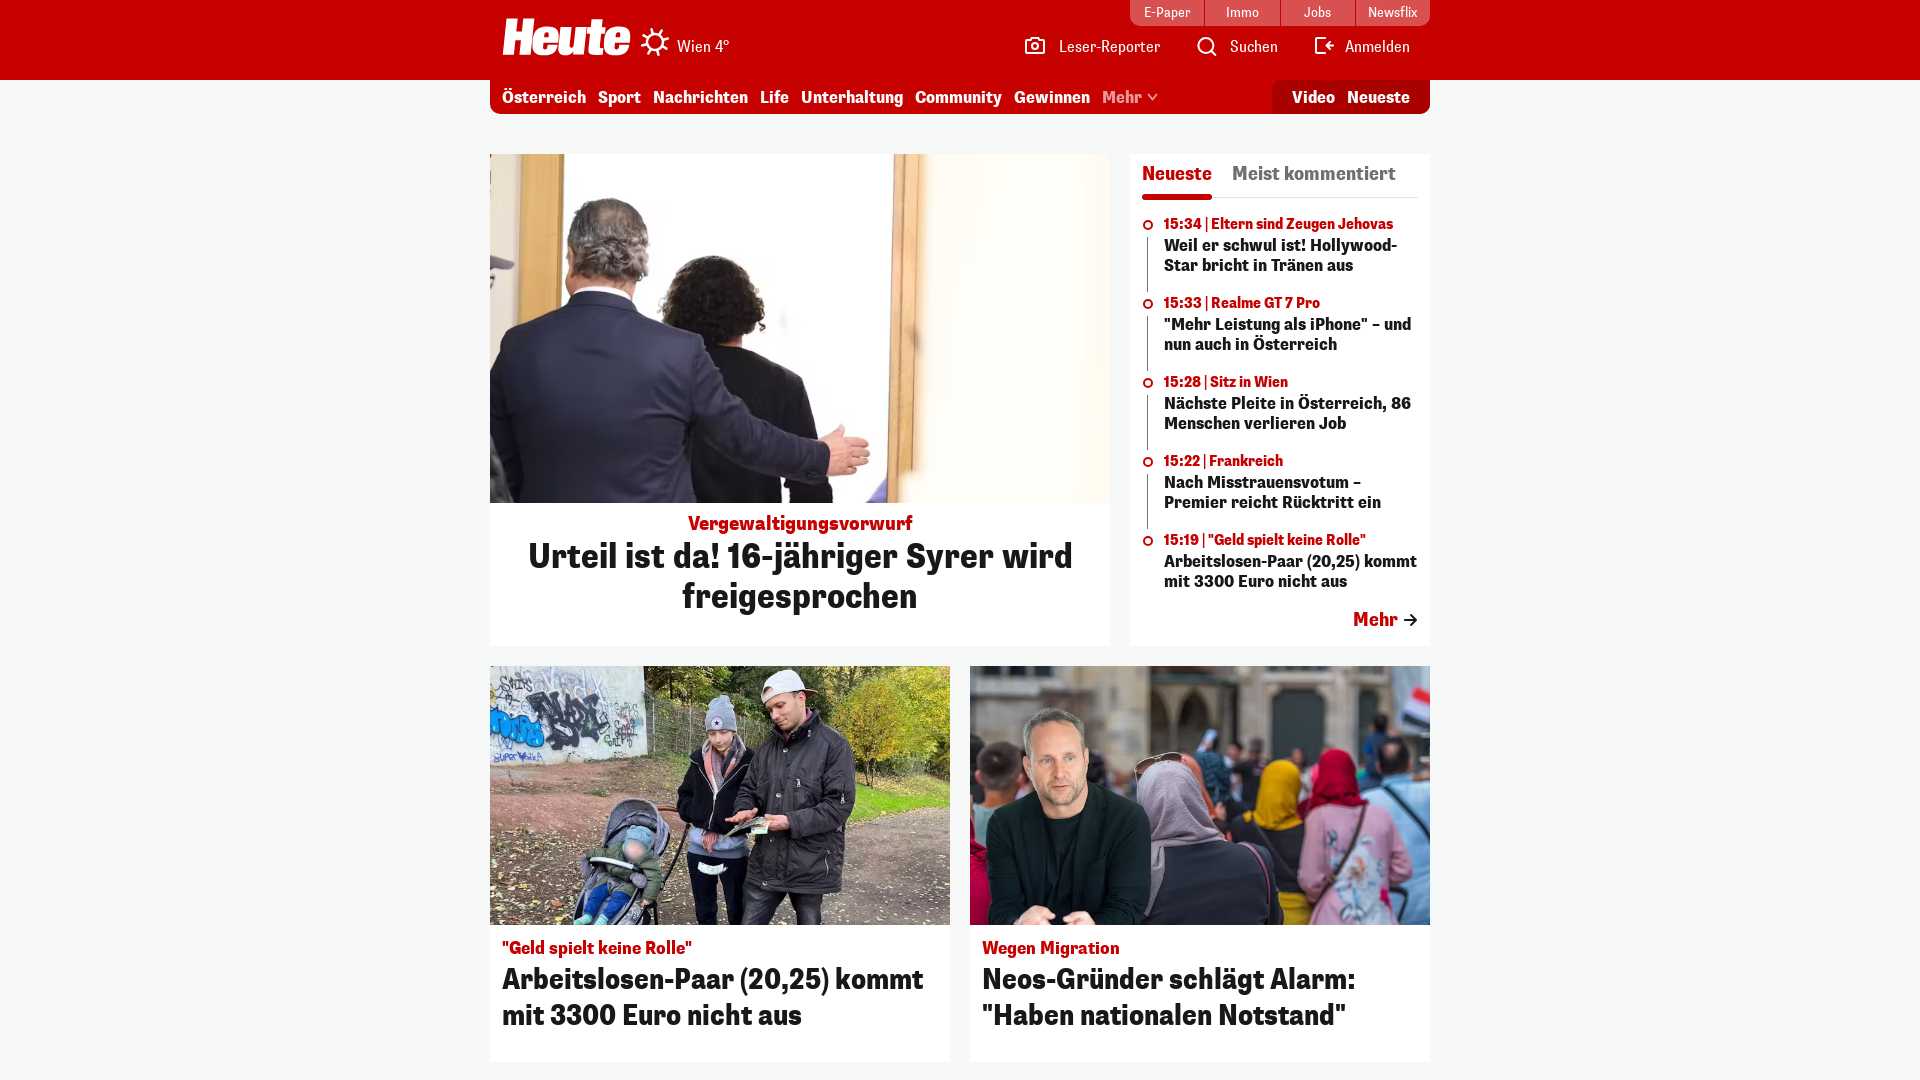 E-Paper
Immo
Jobs
Newsflix
Heute
Wien 4°
Leser-Reporter
Suchen
Anmelden
Österreich
Sport
Nachrichten
Life
Unterhaltung
Community
Gewinnen
Mehr
Video
Neueste
Vergewaltigungsvorwurf
Urteil ist da! 16-jähriger Syrer wird
freigesprochen
Neueste
Meist kommentiert
15:34 | Eltern sind Zeugen Jehovas
Weil er schwul ist! Hollywood-
Star bricht in Tränen aus
15:33 | Realme GT 7 Pro
"Mehr Leistung als iPhone" – und
nun auch in Österreich
15:28 | Sitz in Wien
Nächste Pleite in Österreich, 86
Menschen verlieren Job
15:22 | Frankreich
Nach Misstrauensvotum –
Premier reicht Rücktritt ein
15:19 | "Geld spielt keine Rolle"
Arbeitslosen-Paar (20,25) kommt
mit 3300 Euro nicht aus
Mehr
"Geld spielt keine Rolle"
Arbeitslosen-Paar (20,25) kommt
mit 3300 Euro nicht aus
Wegen Migration
Neos-Gründer schlägt Alarm:
"Haben nationalen Notstand"